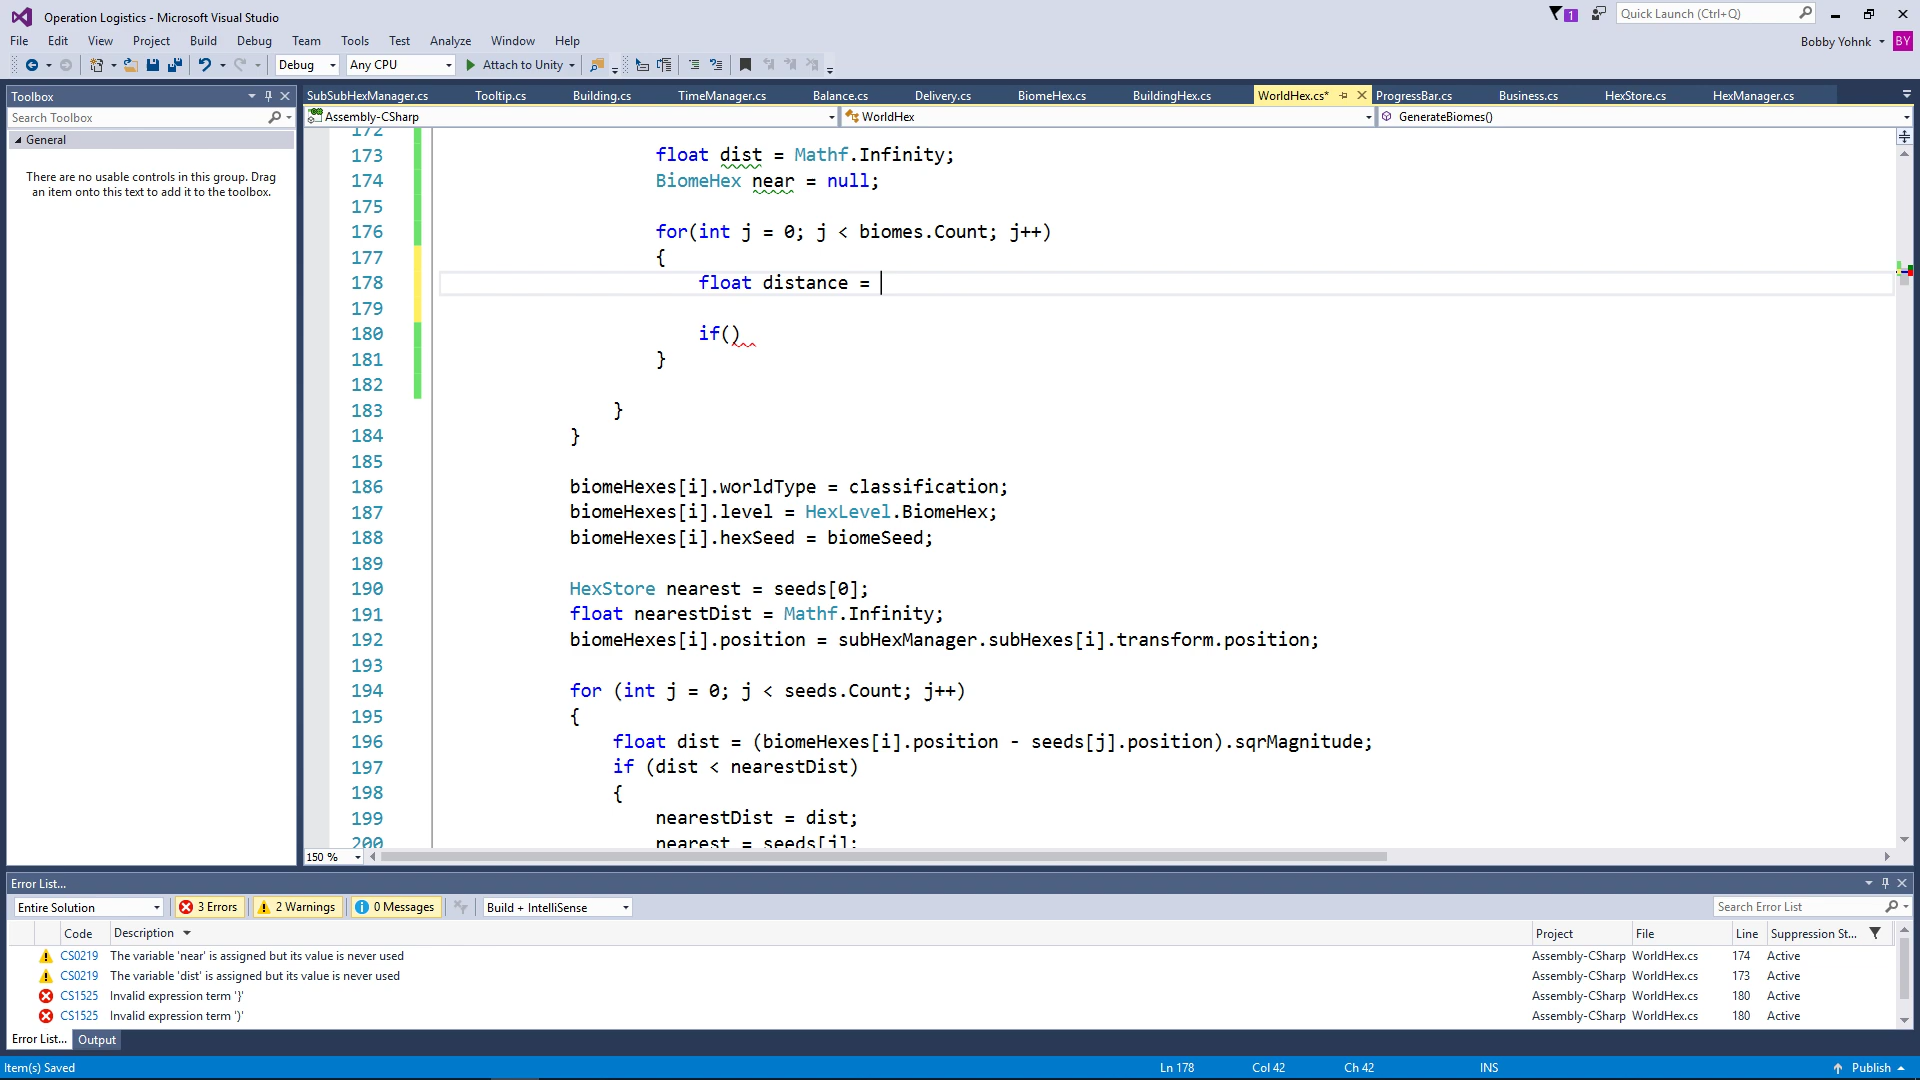 Operation Logistics - Microsoft Visual Studio
1
Quick Launch (Ctrl+Q)
File Edit View Project Build Debug Team Tools Test Analyze Window Help
Bobby Yohnk BY
Debug Any CPU Attach to Unity
Toolbox
SubSubHexManager.cs Tooltip.cs Building.cs TimeManager.cs Balance.cs Delivery.cs BiomeHex.cs BuildingHex.cs WorldHex.cs* ProgressBar.cs Business.cs HexStore.cs HexManager.cs
Search Toolbox
Assembly-CSharp WorldHex GenerateBiomes()
General
There are no usable controls in this group. Drag
an item onto this text to add it to the toolbox.
172
173 float dist = Mathf.Infinity;
174 BiomeHex near = null;
175
176 for(int j = 0; j < biomes.Count; j++)
177 {
178 float distance =
179
180 if()
181 }
182
183 }
184 }
185
186 biomeHexes[i].worldType = classification;
187 biomeHexes[i].level = HexLevel.BiomeHex;
188 biomeHexes[i].hexSeed = biomeSeed;
189
190 HexStore nearest = seeds[0];
191 float nearestDist = Mathf.Infinity;
192 biomeHexes[i].position = subHexManager.subHexes[i].transform.position;
193
194 for (int j = 0; j < seeds.Count; j++)
195 {
196 float dist = (biomeHexes[i].position - seeds[j].position).sqrMagnitude;
197 if (dist < nearestDist)
198 {
199 nearestDist = dist;
200 nearest = seeds[j];
150 %
Error List...
Entire Solution 3 Errors 2 Warnings 0 Messages Build + IntelliSense Search Error List
Code Description Project File Line Suppression St...
CS0219 The variable 'near' is assigned but its value is never used Assembly-CSharp WorldHex.cs 174 Active
CS0219 The variable 'dist' is assigned but its value is never used Assembly-CSharp WorldHex.cs 173 Active
CS1525 Invalid expression term '}' Assembly-CSharp WorldHex.cs 180 Active
CS1525 Invalid expression term ')' Assembly-CSharp WorldHex.cs 180 Active
Error List... Output
Item(s) Saved Ln 178 Col 42 Ch 42 INS Publish